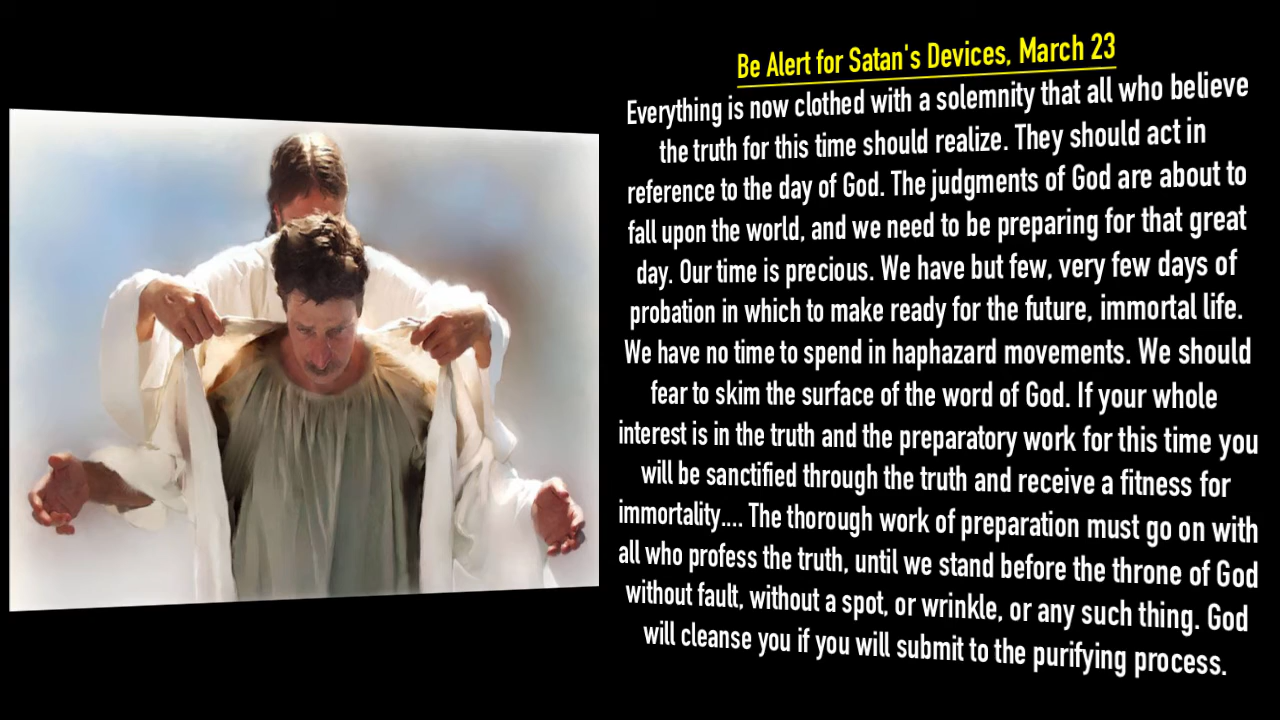 Be Alert for Satan's Devices, March 23
Everything is now clothed with a solemnity that all who believe
the truth for this time should realize. They should act in
reference to the day of God. The judgments of God are about to
fall upon the world, and we need to be preparing for that great
day. Our time is precious. We have but few, very few days of
probation in which to make ready for the future, immortal life.
We have no time to spend in haphazard movements. We should
fear to skim the surface of the word of God. If your whole
interest is in the truth and the preparatory work for this time you
will be sanctified through the truth and receive a fitness for
immortality.... The thorough work of preparation must go on with
all who profess the truth, until we stand before the throne of God
without fault, without a spot, or wrinkle, or any such thing. God
will cleanse you if you will submit to the purifying process.